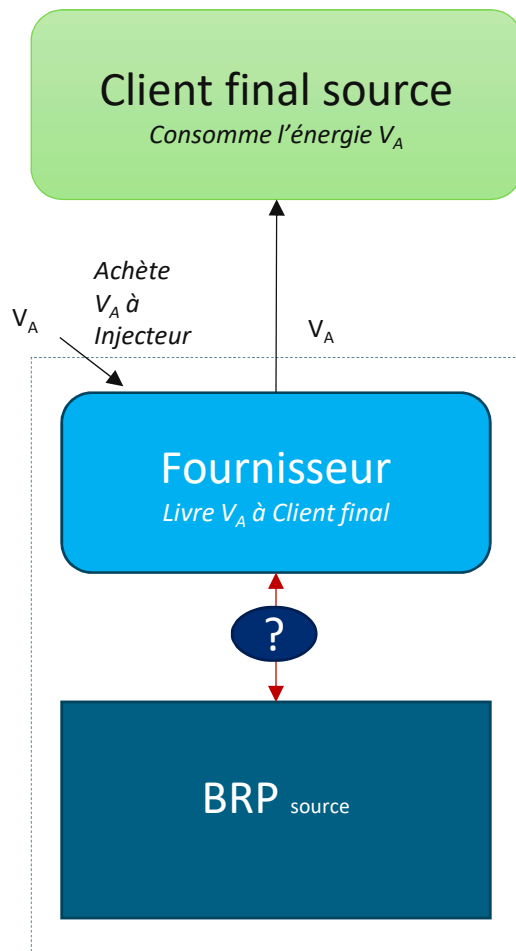 Client final source
Consomme l’énergie VA
Achète
VA à
Injecteur
VA
VA
Fournisseur
Livre VA à Client final
?
BRP source